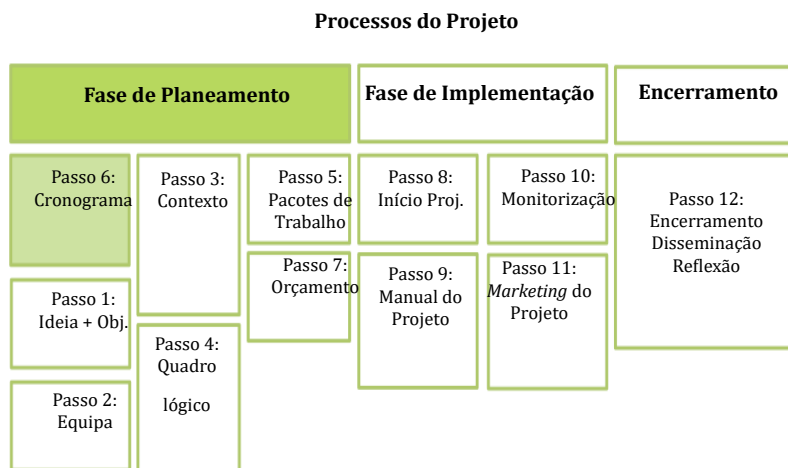 Processos do Projeto
Fase de Planeamento
Fase de Implementação
Encerramento
Passo 6:
Cronograma
Passo 1:
Ideia + Obj.
Passo 2:
Equipa
Passo 3:
Contexto
Passo 4:
Quadro
lógico
Passo 5:
Pacotes de
Trabalho
Passo 7:
Orçamento
Passo 8:
Início Proj.
Passo 9:
Manual do
Projeto
Passo 10:
Monitorização
Passo 11:
Marketing do
Projeto
Passo 12:
Encerramento
Disseminação
Reflexão